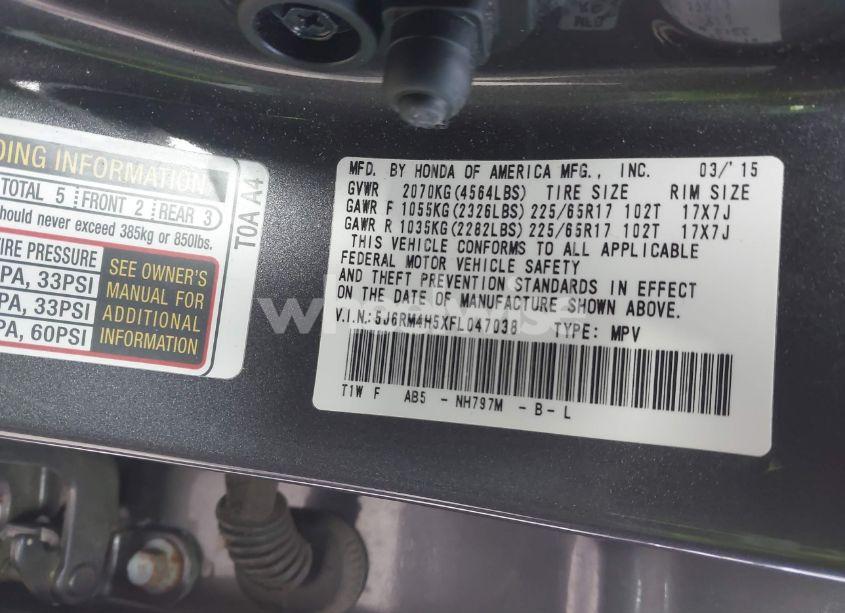 DING INFORMATION
TOTAL 5 FRONT 2 REAR 3
hould never exceed 385kg or 850lbs.
TIRE PRESSURE
PA, 33PSI
PA, 33PSI
PA, 60PSI
SEE OWNER'S
MANUAL FOR
ADDITIONAL
INFORMATION
T0A A4
MFD. BY HONDA OF AMERICA MFG., INC. 03/'15
GVWR 2070KG(4564LBS) TIRE SIZE RIM SIZE
GAWR F 1055KG(2326LBS) 225/65R17 102T 17X7J
GAWR R 1035KG(2282LBS) 225/65R17 102T 17X7J
THIS VEHICLE CONFORMS TO ALL APPLICABLE
FEDERAL MOTOR VEHICLE SAFETY
AND THEFT PREVENTION STANDARDS IN EFFECT
ON THE DATE OF MANUFACTURE SHOWN ABOVE.
V.I.N.: 5J6RM4H5XFL047038 TYPE: MPV
T1W F AB5 - NH797M - B - L